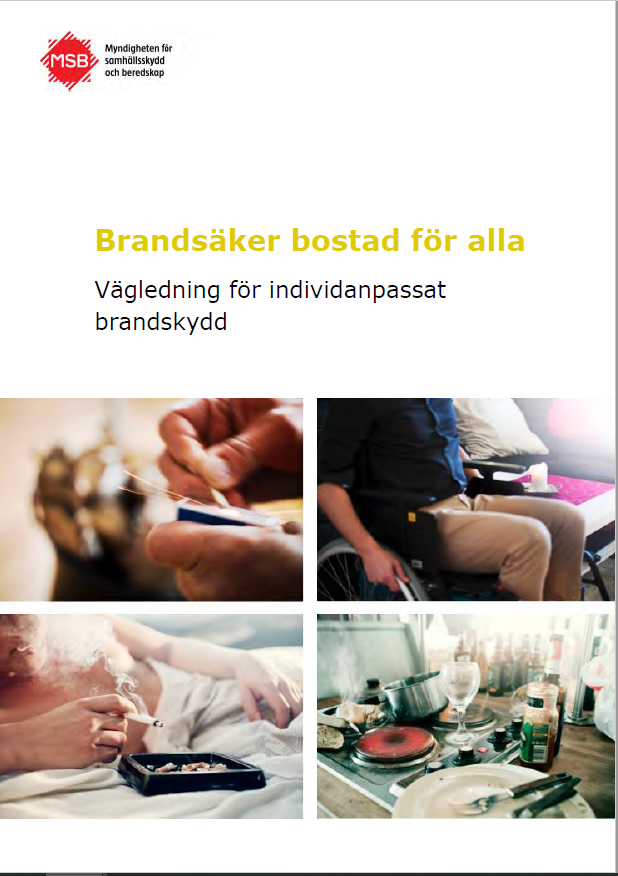 MSB
Myndigheten för
samhällsskydd
och beredskap
Brandsäker bostad för alla
Vägledning för individanpassat
brandskydd